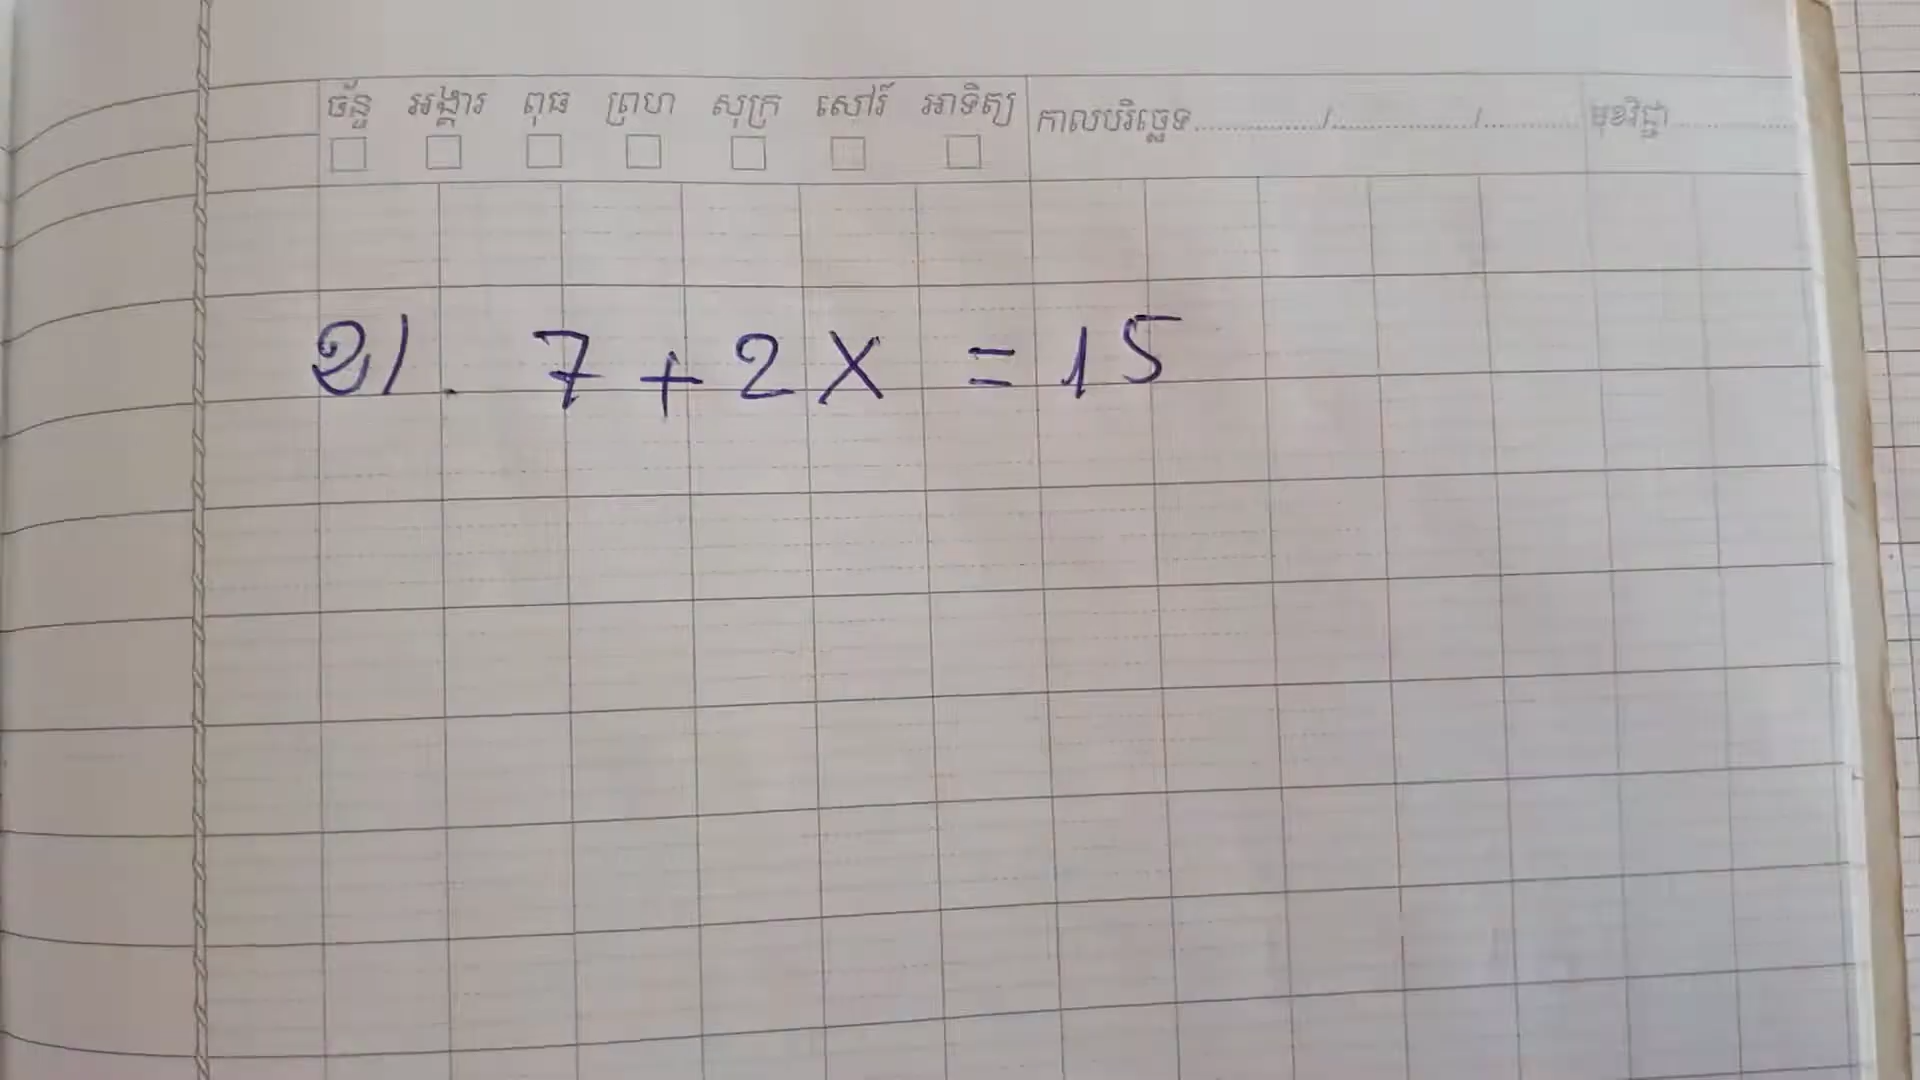 ច័ន្ទ អង្គារ ពុធ ព្រហ សុក្រ សៅរ៍ អាទិត្យ កាលបរិច្ឆេទ................/................/............ មុខវិជ្ជា................
21. 7 + 2x = 15